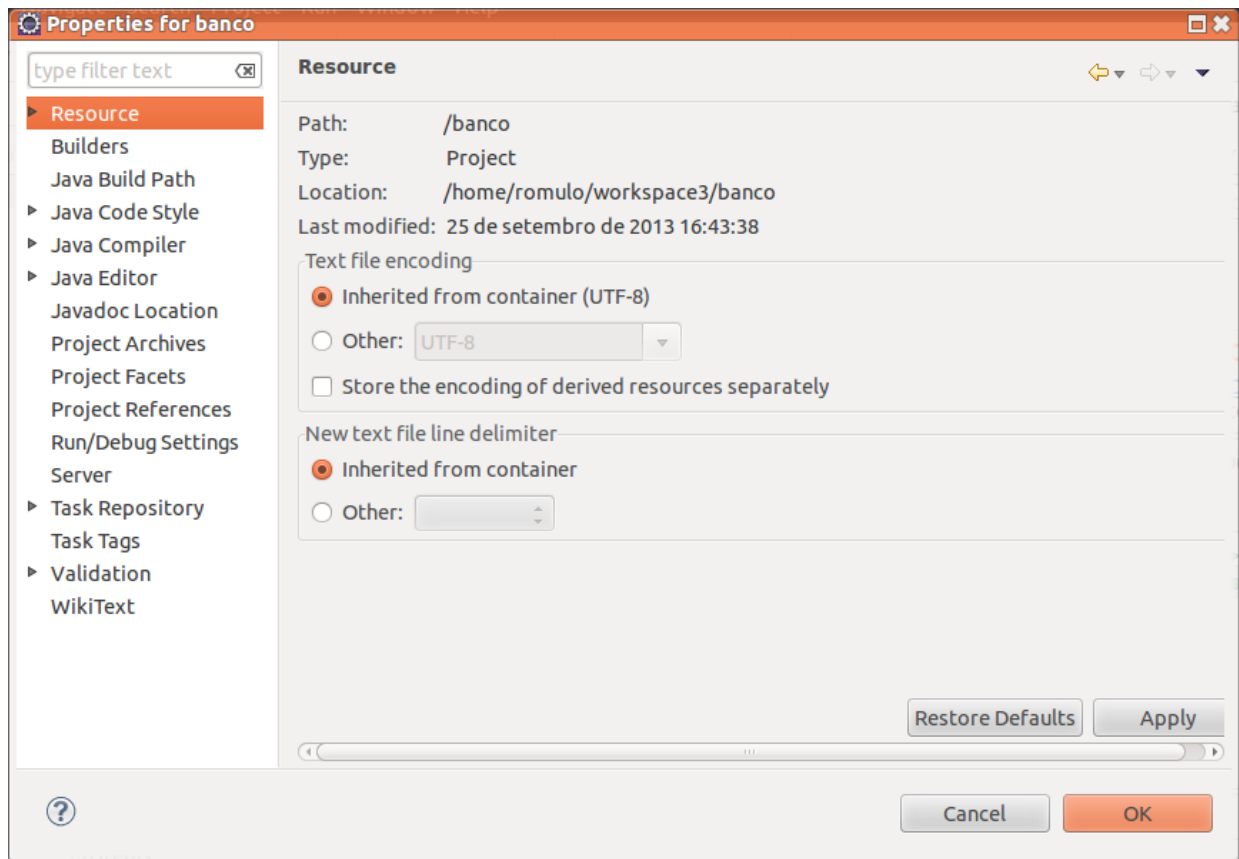 Properties for banco
type filter text
Resource
Builders
Java Build Path
Java Code Style
Java Compiler
Java Editor
Javadoc Location
Project Archives
Project Facets
Project References
Run/Debug Settings
Server
Task Repository
Task Tags
Validation
WikiText
Resource
Path: /banco
Type: Project
Location: /home/romulo/workspace3/banco
Last modified: 25 de setembro de 2013 16:43:38
Text file encoding
Inherited from container (UTF-8)
Other: UTF-8
Store the encoding of derived resources separately
New text file line delimiter
Inherited from container
Other:
Restore Defaults Apply
Cancel OK